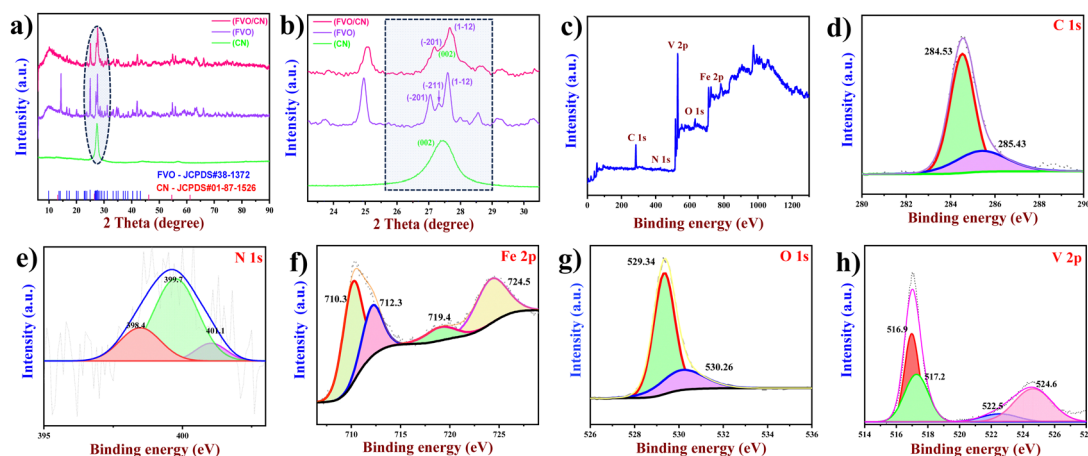 a)
(FVO/CN)
(FVO)
(CN)
Intensity (a.u.)
FVO - JCPDS#38-1372
CN - JCPDS#01-87-1526
10 20 30 40 50 60 70 80 90
2 Theta (degree)
b)
(FVO/CN)
(FVO)
(CN)
(1-12)
(-201)
(002)
(-211)
(1-12)
(-201)
(002)
Intensity (a.u.)
24 25 26 27 28 29 30
2 Theta (degree)
c)
V 2p
Fe 2p
O 1s
C 1s
N 1s
Intensity (a.u.)
0 200 400 600 800 1000 1200
Binding energy (eV)
d)
C 1s
284.53
285.43
Intensity (a.u.)
280 282 284 286 288 290
Binding energy (eV)
e)
N 1s
399.7
398.4
401.1
Intensity (a.u.)
395 400
Binding energy (eV)
f)
Fe 2p
710.3
712.3
719.4
724.5
Intensity (a.u.)
710 715 720 725
Binding energy (eV)
g)
O 1s
529.34
530.26
Intensity (a.u.)
526 528 530 532 534 536
Binding energy (eV)
h)
V 2p
516.9
517.2
522.5
524.6
Intensity (a.u.)
514 516 518 520 522 524 526
Binding energy (eV)